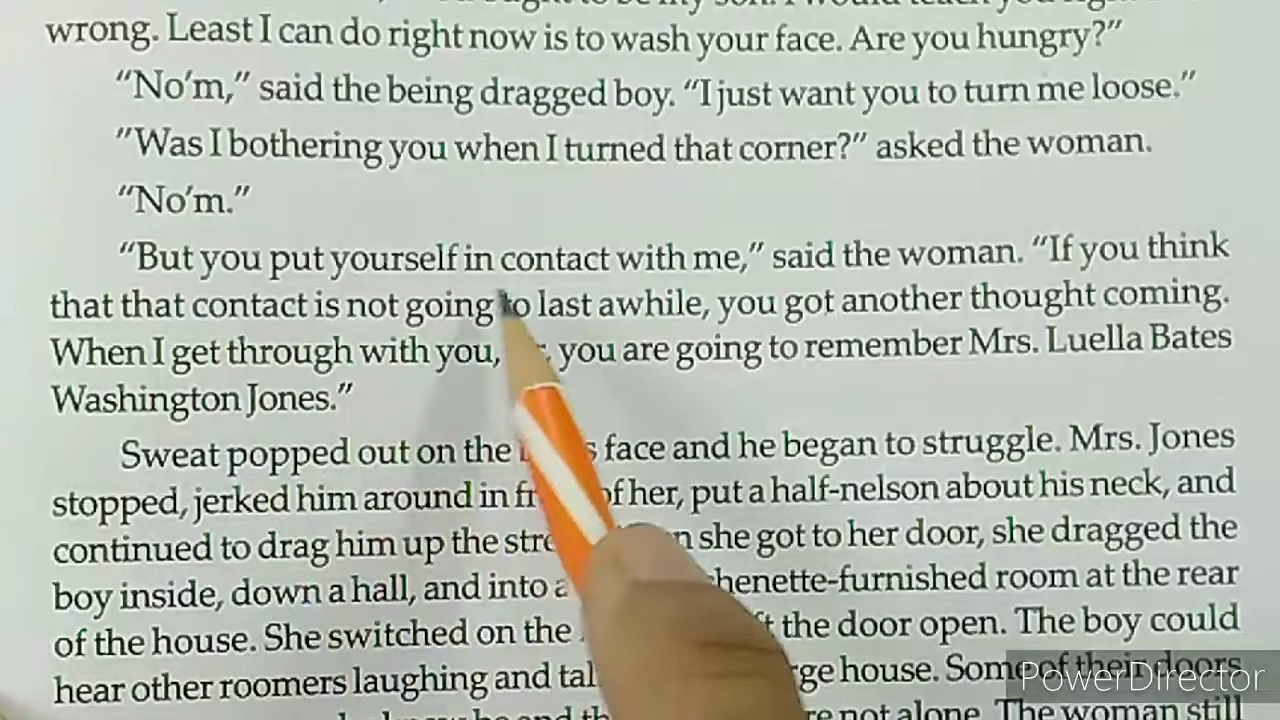 wrong. Least I can do right now is to wash your face. Are you hungry?"
"No'm," said the being dragged boy. "I just want you to turn me loose."
"Was I bothering you when I turned that corner?" asked the woman.
"No'm."
"But you put yourself in contact with me," said the woman. "If you think
that that contact is not going to last awhile, you got another thought coming.
When I get through with you, you are going to remember Mrs. Luella Bates
Washington Jones."
Sweat popped out on the face and he began to struggle. Mrs. Jones
stopped, jerked him around in of her, put a half-nelson about his neck, and
continued to drag him up the she got to her door, she dragged the
boy inside, down a hall, and into a henette-furnished room at the rear
of the house. She switched on the the door open. The boy could
hear other roomers laughing and house. Some of their doors
not alone. The woman still
PowerDirector